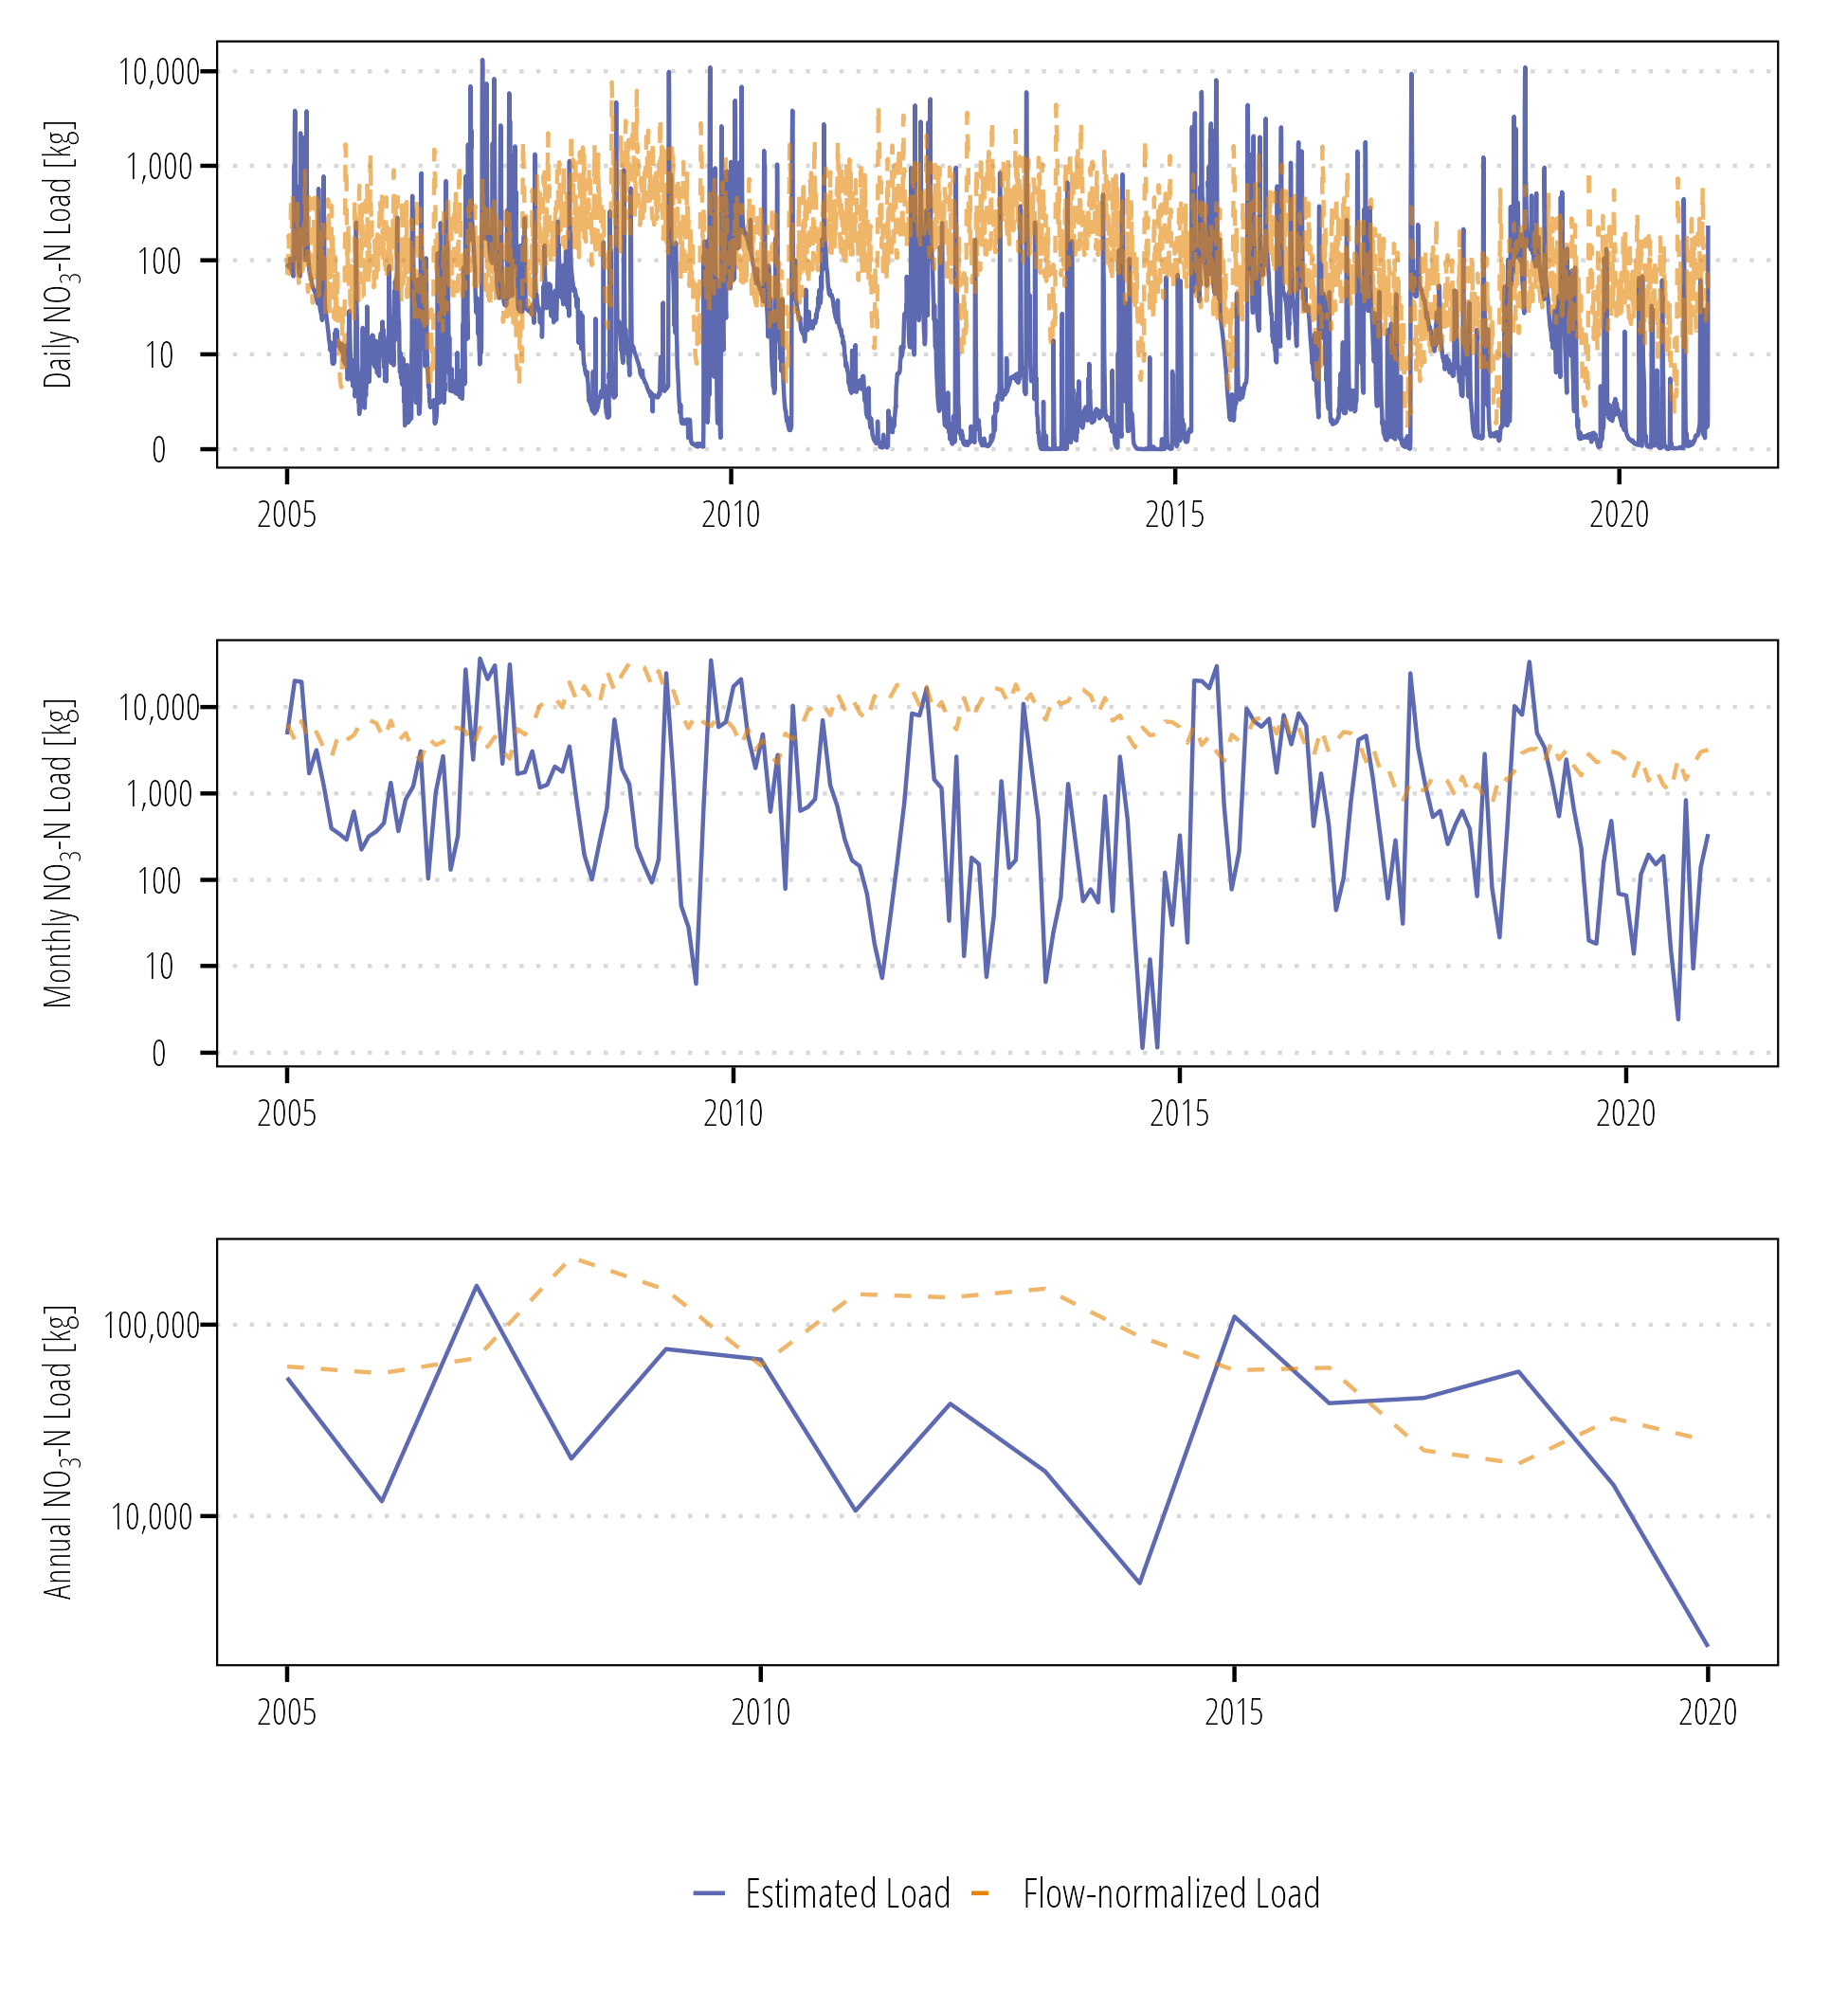 Daily NO3-N Load [kg]
10,000
1,000
100
10
0
2005 2010 2015 2020
Monthly NO3-N Load [kg]
10,000
1,000
100
10
0
2005 2010 2015 2020
Annual NO3-N Load [kg]
100,000
10,000
2005 2010 2015 2020
Estimated Load Flow-normalized Load